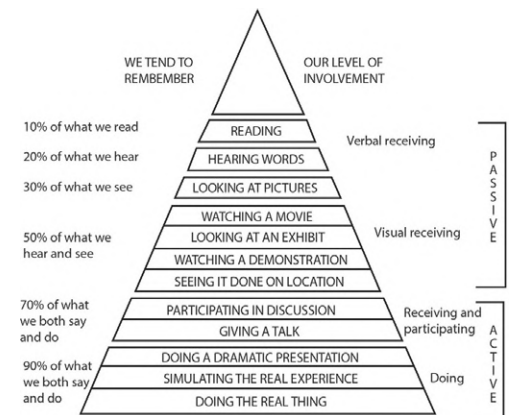 WE TEND TO
REMBEMBER
OUR LEVEL OF
INVOLVEMENT
10% of what we read
READING
Verbal receiving
20% of what we hear
HEARING WORDS
30% of what we see
LOOKING AT PICTURES
PASSIVE
50% of what we
hear and see
WATCHING A MOVIE
LOOKING AT AN EXHIBIT
WATCHING A DEMONSTRATION
SEEING IT DONE ON LOCATION
Visual receiving
70% of what
we both say
and do
PARTICIPATING IN DISCUSSION
GIVING A TALK
Receiving and
participating
ACTIVE
90% of what
we both say
and do
DOING A DRAMATIC PRESENTATION
SIMULATING THE REAL EXPERIENCE
DOING THE REAL THING
Doing